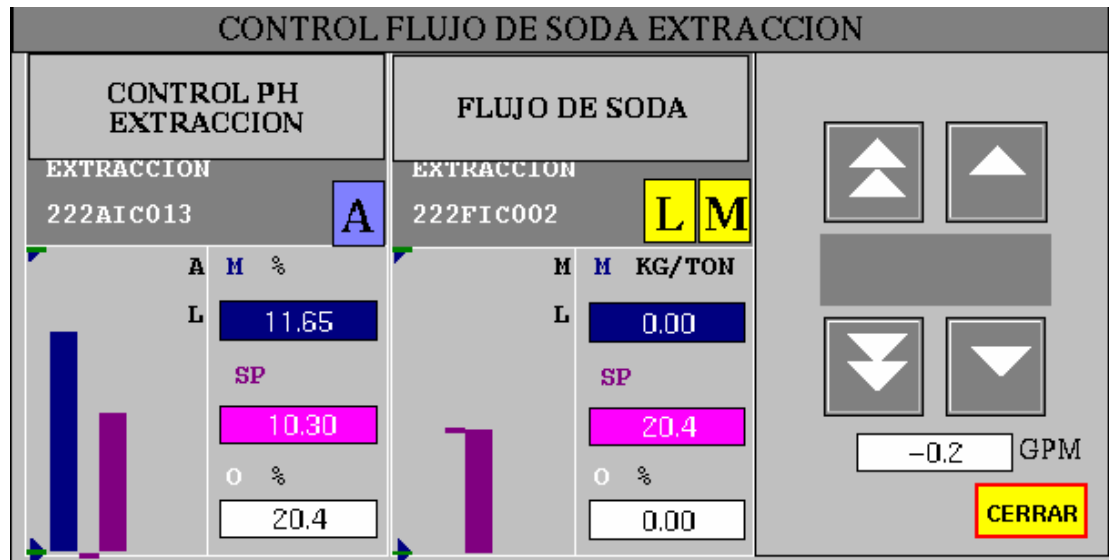 CONTROL FLUJO DE SODA EXTRACCION
CONTROL PH
EXTRACCION
EXTRACCION
222AIC013
A
A
L
M %
11.65
SP
10.30
O %
20.4
FLUJO DE SODA
EXTRACCION
222FIC002
L M
M
L
M KG/TON
0.00
SP
20.4
O %
0.00
-0.2 GPM
CERRAR